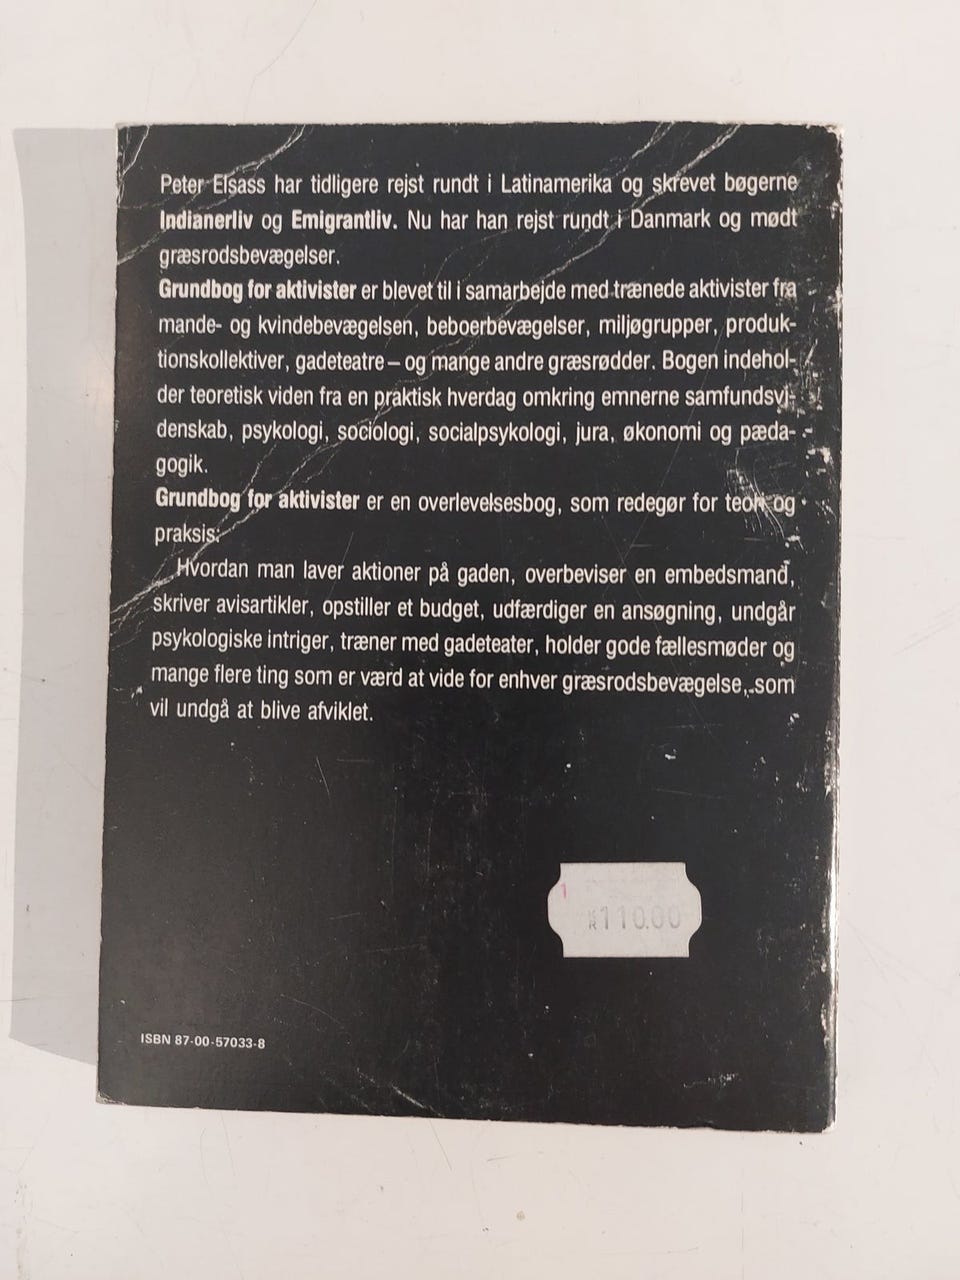 Peter Elsass har tidligere rejst rundt i Latinamerika og skrevet bøgerne
Indianerliv og Emigrantliv. Nu har han rejst rundt i Danmark og mødt
græsrodsbevægelser.
Grundbog for aktivister er blevet til i samarbejde med trænede aktivister fra
mande- og kvindebevægelsen, beboerbevægelser, miljøgrupper, produk-
tionskollektiver, gadeteatre – og mange andre græsrødder. Bogen indehol-
der teoretisk viden fra en praktisk hverdag omkring emnerne samfundsvi-
denskab, psykologi, sociologi, socialpsykologi, jura, økonomi og pæda-
gogik.
Grundbog for aktivister er en overlevelsesbog, som redegør for teori og
praksis:
Hvordan man laver aktioner på gaden, overbeviser en embedsmand,
skriver avisartikler, opstiller et budget, udfærdiger en ansøgning, undgår
psykologiske intriger, træner med gadeteater, holder gode fællesmøder og
mange flere ting som er værd at vide for enhver græsrodsbevægelse, som
vil undgå at blive afviklet.
1
KR110.00
ISBN 87-00-57033-8